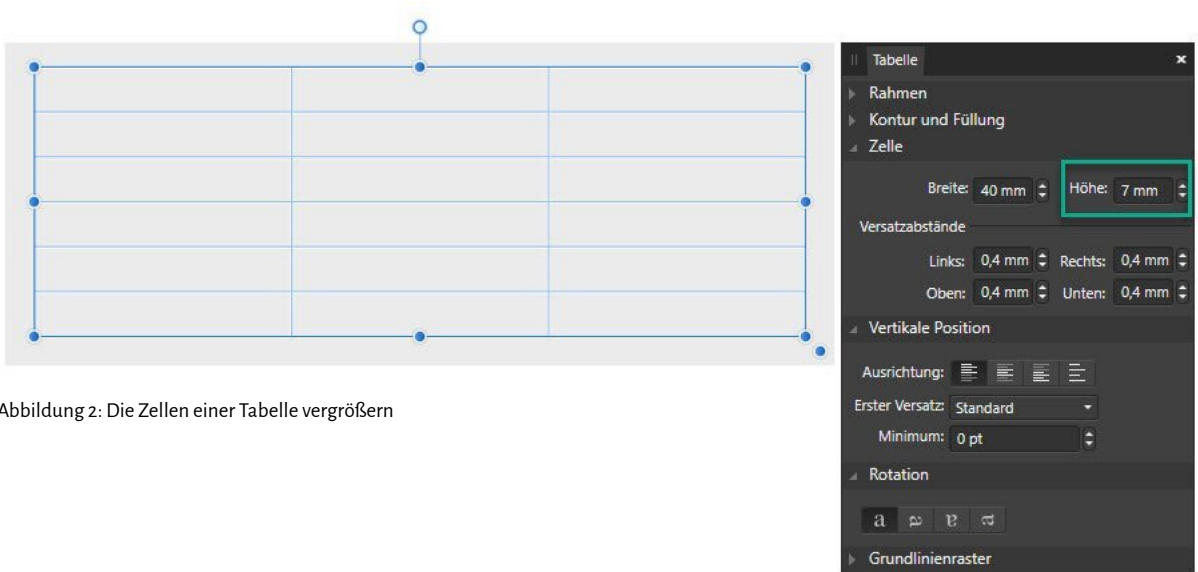 Tabelle
Rahmen
Kontur und Füllung
Zelle
Breite: 40 mm Höhe: 7 mm
Versatzabstände
Links: 0,4 mm Rechts: 0,4 mm
Oben: 0,4 mm Unten: 0,4 mm
Vertikale Position
Ausrichtung:
Abbildung 2: Die Zellen einer Tabelle vergrößern
Erster Versatz: Standard
Minimum: 0 pt
Rotation
a a a a
Grundlinienraster